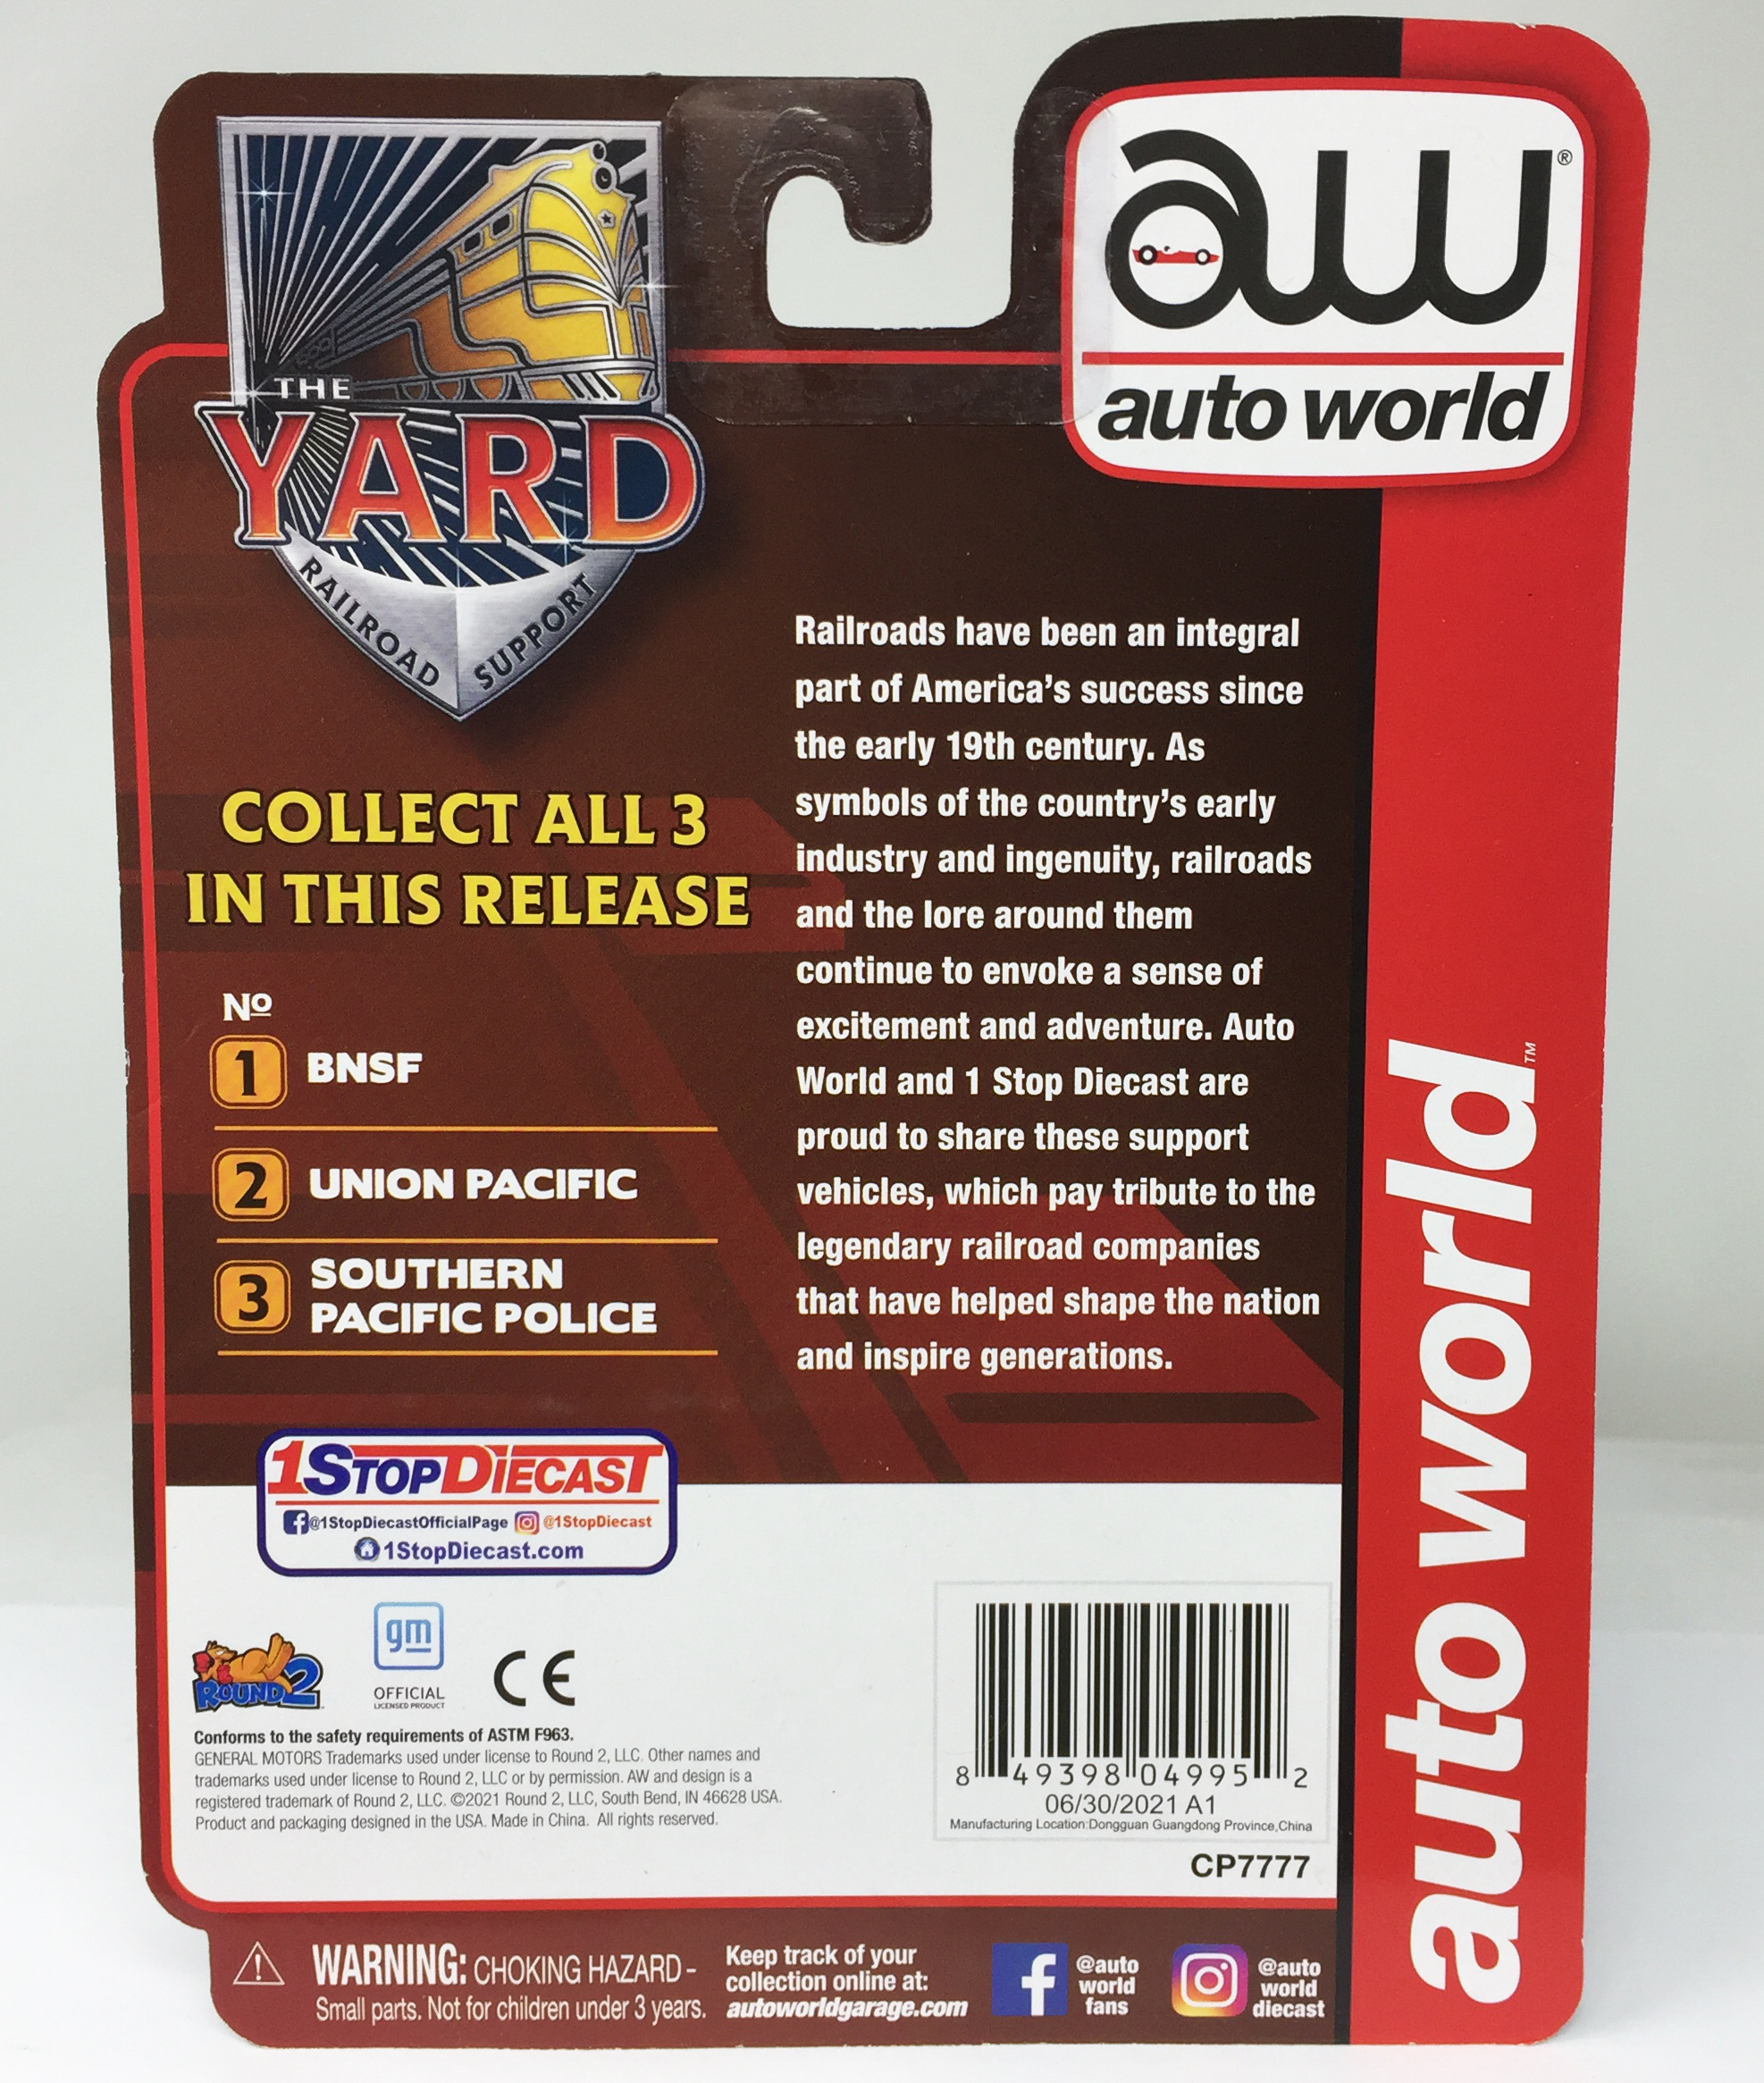 aw®
auto world
THE
YARD
RAILROAD SUPPORT
COLLECT ALL 3
IN THIS RELEASE
Nº
1 BNSF
2 UNION PACIFIC
3 SOUTHERN
PACIFIC POLICE
Railroads have been an integral
part of America's success since
the early 19th century. As
symbols of the country's early
industry and ingenuity, railroads
and the lore around them
continue to envoke a sense of
excitement and adventure. Auto
World and 1 Stop Diecast are
proud to share these support
vehicles, which pay tribute to the
legendary railroad companies
that have helped shape the nation
and inspire generations.
auto world™
1STOPDIECAST
@1StopDiecastOfficialPage @1StopDiecast
1StopDiecast.com
ROUND2
gm
OFFICIAL
LICENSED PRODUCT
CE
Conforms to the safety requirements of ASTM F963.
GENERAL MOTORS Trademarks used under license to Round 2, LLC. Other names and
trademarks used under license to Round 2, LLC or by permission. AW and design is a
registered trademark of Round 2, LLC. ©2021 Round 2, LLC, South Bend, IN 46628 USA.
Product and packaging designed in the USA. Made in China. All rights reserved.
8 49398 04995 2
06/30/2021 A1
Manufacturing Location:Dongguan Guangdong Province,China
CP7777
WARNING: CHOKING HAZARD -
Small parts. Not for children under 3 years.
Keep track of your
collection online at:
autoworldgarage.com
@auto
world
fans
@auto
world
diecast